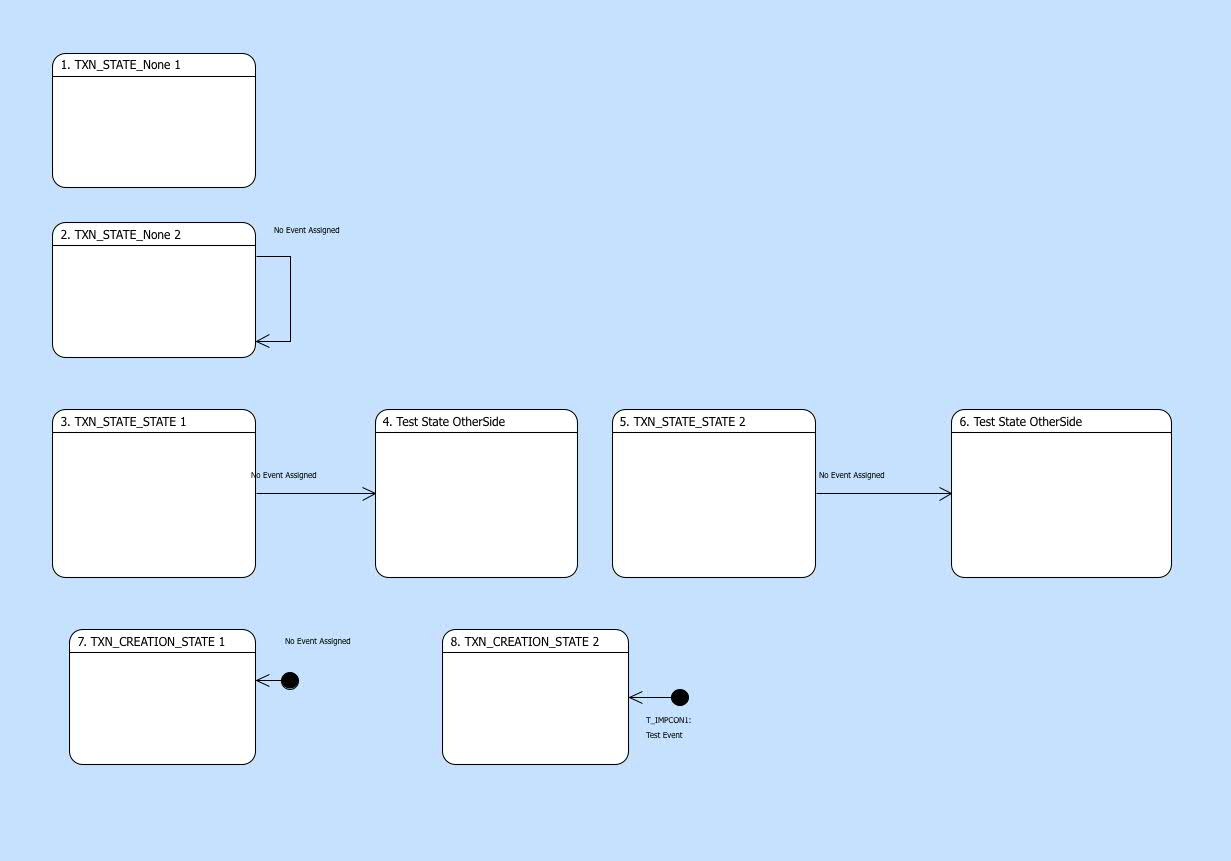 1. TXN_STATE_None 1
2. TXN_STATE_None 2
No Event Assigned
3. TXN_STATE_STATE 1
No Event Assigned
4. Test State OtherSide
5. TXN_STATE_STATE 2
No Event Assigned
6. Test State OtherSide
7. TXN_CREATION_STATE 1
No Event Assigned
8. TXN_CREATION_STATE 2
T_IMPCON1:
Test Event